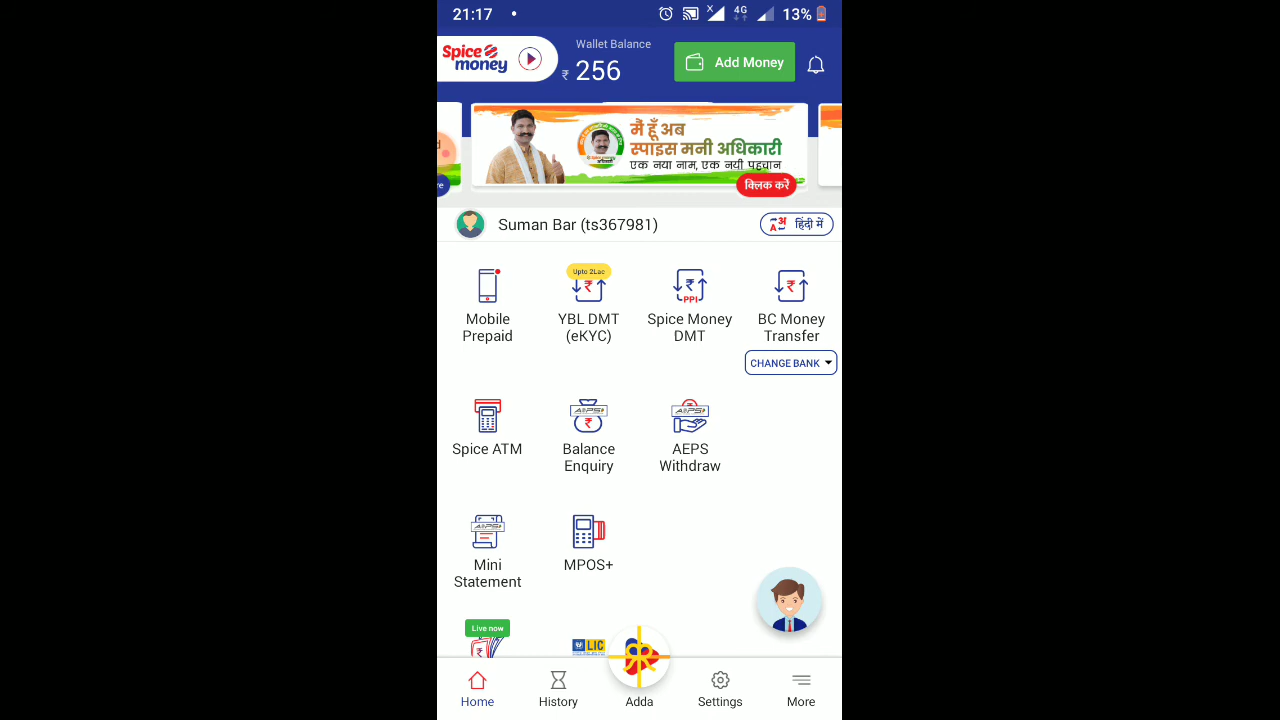 21:17
X
4G
13%
Spice
money
Wallet Balance
₹ 256
Add Money
मैं हूँ अब
स्पाइस मनी अधिकारी
एक नया नाम, एक नयी पहचान
क्लिक करें
Suman Bar (ts367981)
हिंदी में
Upto 2Lac
PPI
Mobile
Prepaid
YBL DMT
(eKYC)
Spice Money
DMT
BC Money
Transfer
CHANGE BANK
Spice ATM
Balance
Enquiry
AEPS
Withdraw
Mini
Statement
MPOS+
Live now
LIC
Home
History
Adda
Settings
More